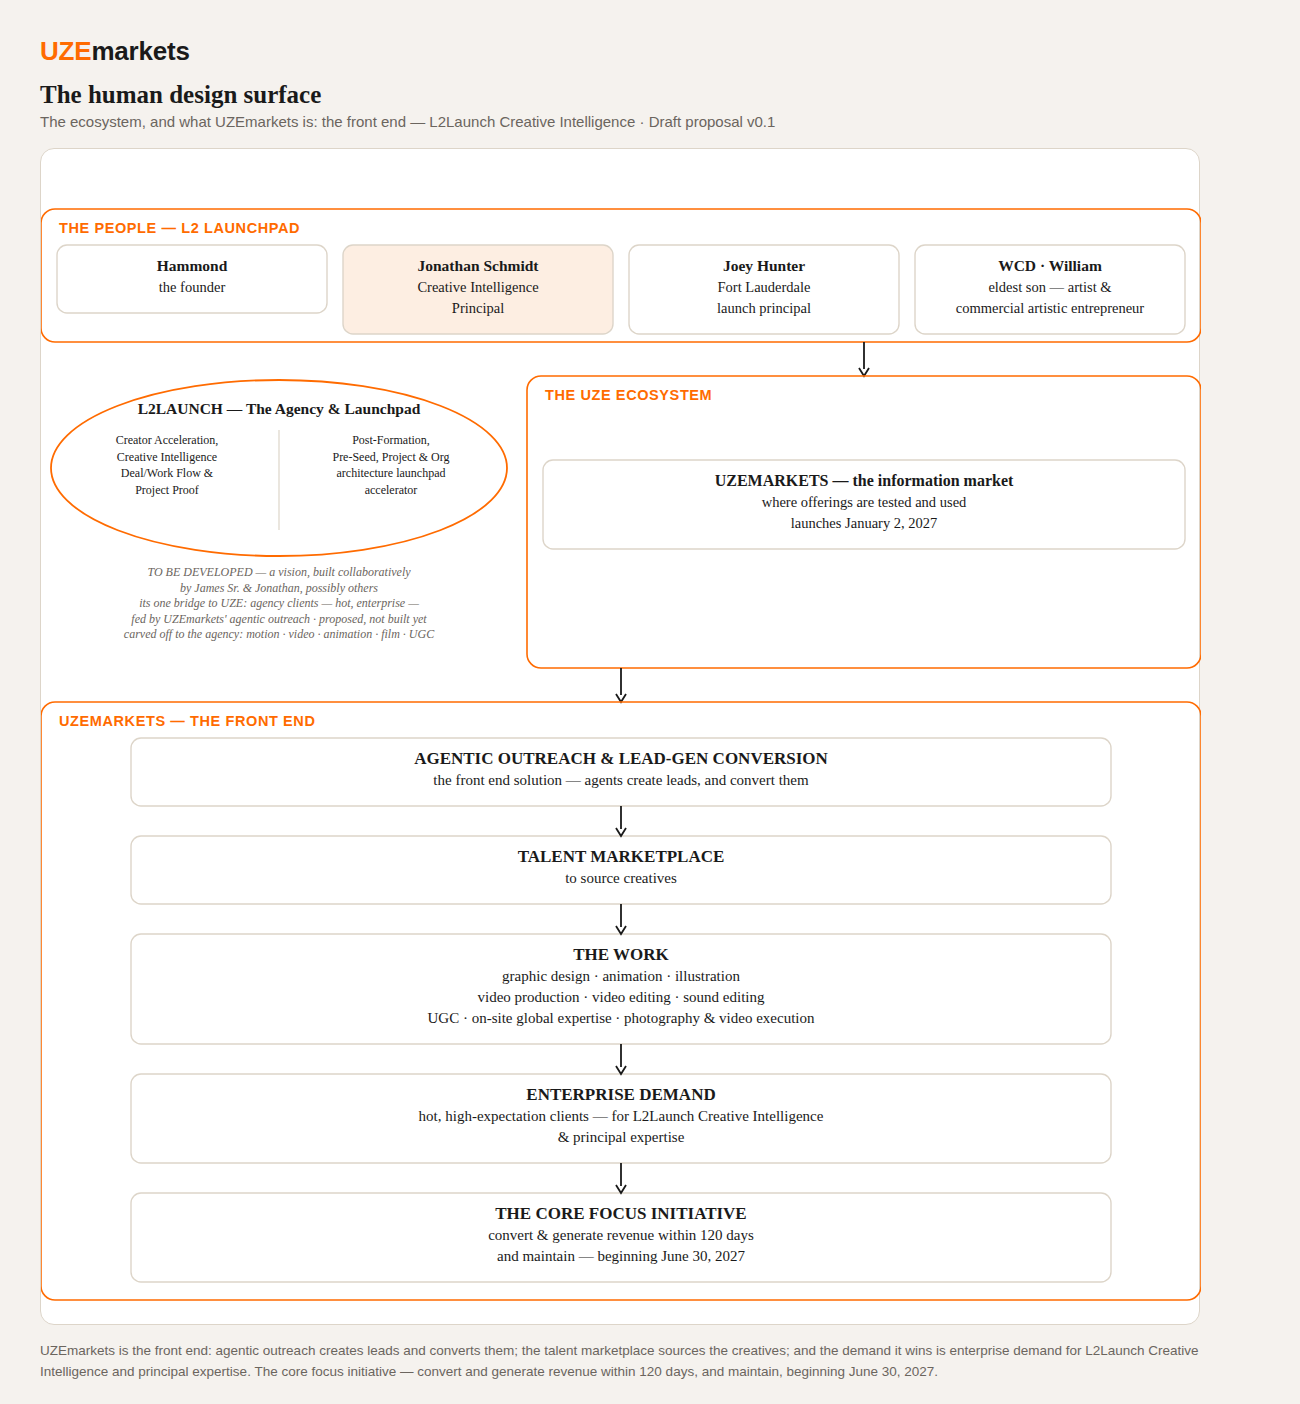 UZEmarkets
The human design surface
The ecosystem, and what UZEmarkets is: the front end — L2Launch Creative Intelligence · Draft proposal v0.1
THE PEOPLE — L2 LAUNCHPAD
Hammond
the founder
Jonathan Schmidt
Creative Intelligence
Principal
Joey Hunter
Fort Lauderdale
launch principal
WCD · William
eldest son — artist &
commercial artistic entrepreneur
L2LAUNCH — The Agency & Launchpad
Creator Acceleration,
Creative Intelligence
Deal/Work Flow &
Project Proof
Post-Formation,
Pre-Seed, Project & Org
architecture launchpad
accelerator
TO BE DEVELOPED — a vision, built collaboratively
by James Sr. & Jonathan, possibly others
its one bridge to UZE: agency clients — hot, enterprise —
fed by UZEmarkets' agentic outreach · proposed, not built yet
carved off to the agency: motion · video · animation · film · UGC
THE UZE ECOSYSTEM
UZEMARKETS — the information market
where offerings are tested and used
launches January 2, 2027
UZEMARKETS — THE FRONT END
AGENTIC OUTREACH & LEAD-GEN CONVERSION
the front end solution — agents create leads, and convert them
TALENT MARKETPLACE
to source creatives
THE WORK
graphic design · animation · illustration
video production · video editing · sound editing
UGC · on-site global expertise · photography & video execution
ENTERPRISE DEMAND
hot, high-expectation clients — for L2Launch Creative Intelligence
& principal expertise
THE CORE FOCUS INITIATIVE
convert & generate revenue within 120 days
and maintain — beginning June 30, 2027
UZEmarkets is the front end: agentic outreach creates leads and converts them; the talent marketplace sources the creatives; and the demand it wins is enterprise demand for L2Launch Creative
Intelligence and principal expertise. The core focus initiative — convert and generate revenue within 120 days, and maintain, beginning June 30, 2027.